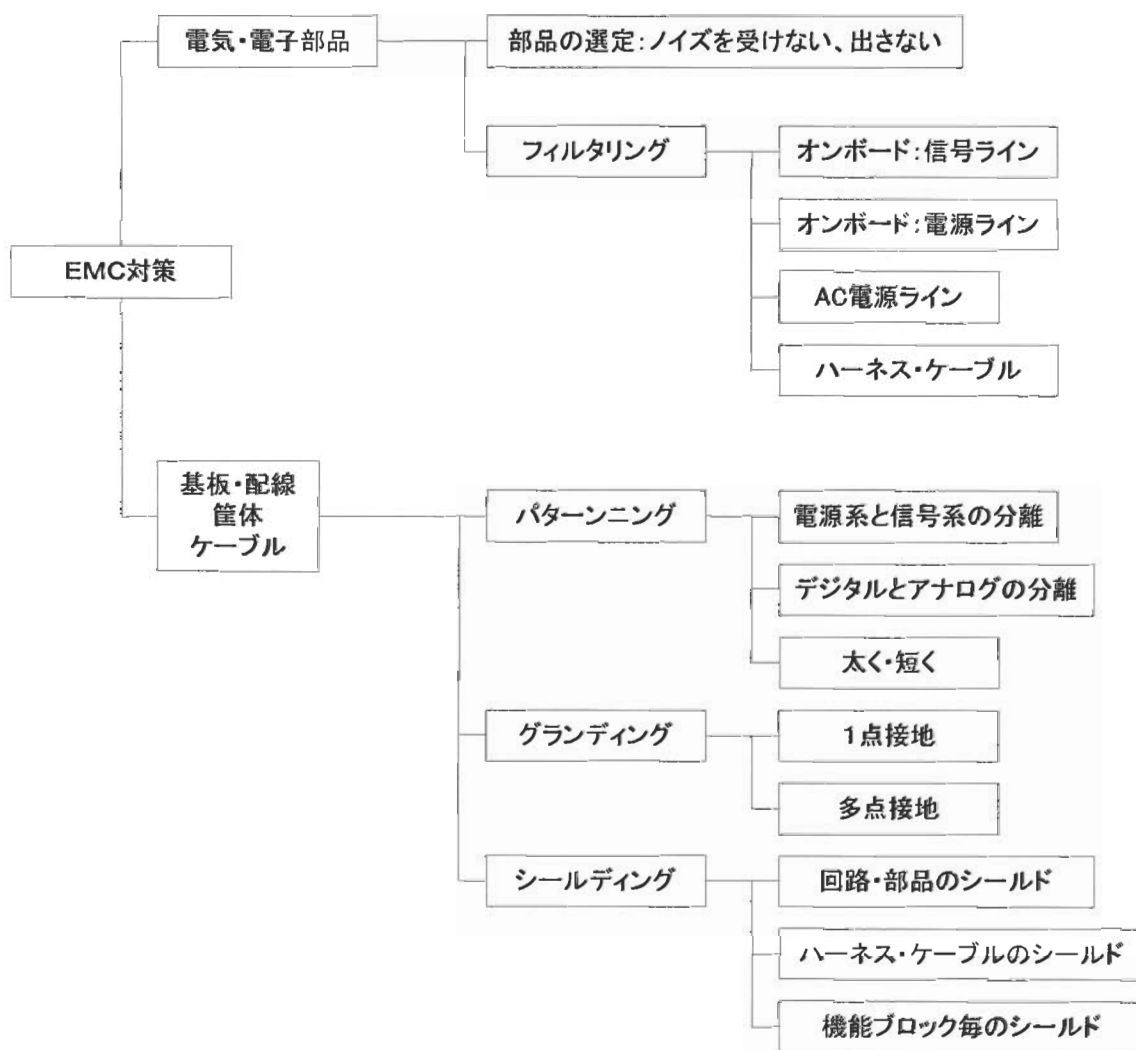 電気・電子部品
部品の選定：ノイズを受けない、出さない
フィルタリング
オンボード：信号ライン
オンボード：電源ライン
EMC対策
AC電源ライン
ハーネス・ケーブル
基板・配線
筐体
ケーブル
パターンニング
電源系と信号系の分離
デジタルとアナログの分離
太く・短く
グランディング
1点接地
多点接地
シールディング
回路・部品のシールド
ハーネス・ケーブルのシールド
機能ブロック毎のシールド